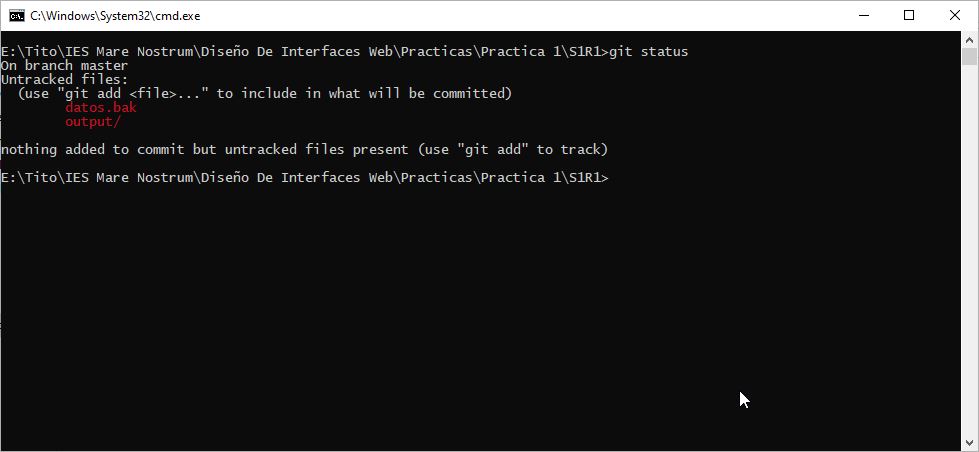 C:\Windows\System32\cmd.exe
E:\Tito\IES Mare Nostrum\Diseño De Interfaces Web\Practicas\Practica 1\S1R1>git status
On branch master
Untracked files:
  (use "git add <file>..." to include in what will be committed)
        datos.bak
        output/
nothing added to commit but untracked files present (use "git add" to track)
E:\Tito\IES Mare Nostrum\Diseño De Interfaces Web\Practicas\Practica 1\S1R1>